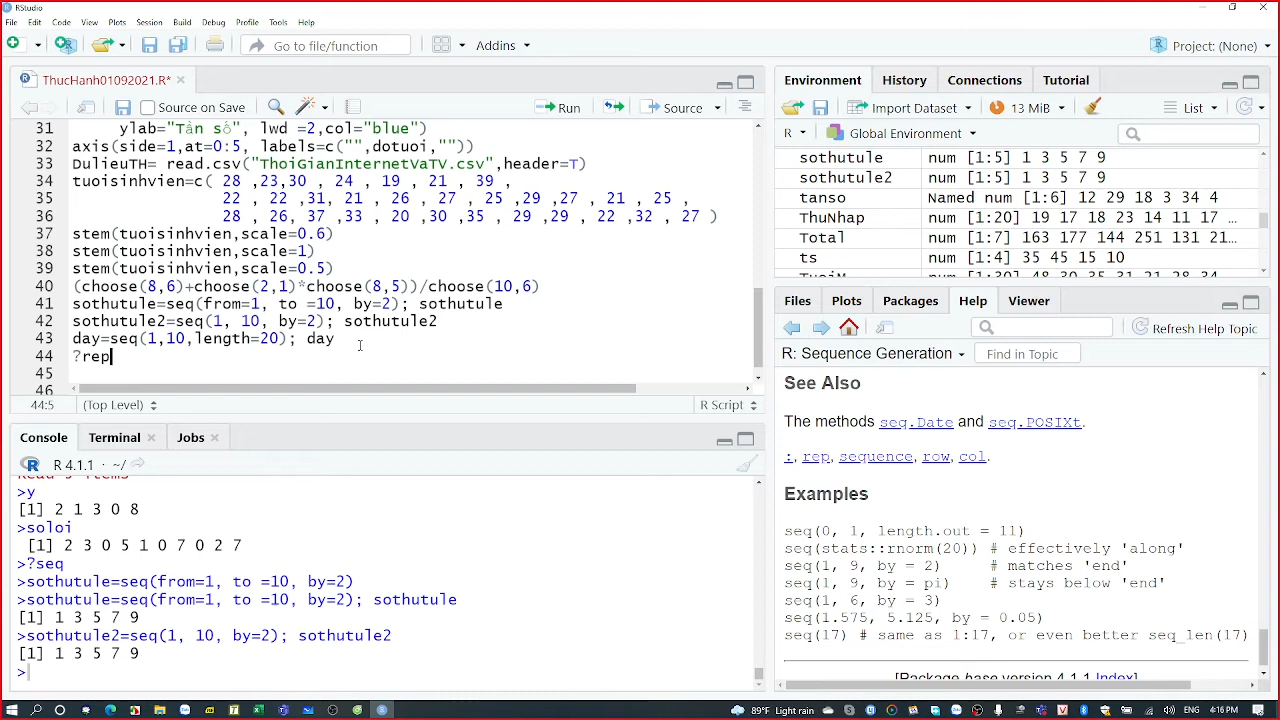 RStudio
File Edit Code View Plots Session Build Debug Profile Tools Help
Go to file/function Addins Project: (None)
ThucHanh01092021.R*
Source on Save Run Source
31 ylab="Tần số", lwd =2,col="blue")
32 axis(side=1,at=0:5, labels=c("",dotuoi,""))
33 DulieuTH= read.csv("ThoiGianInternetVaTV.csv",header=T)
34 tuoisinhvien=c( 28 ,23,30 , 24 , 19 , 21 , 39 ,
35 22 , 22 ,31, 21 , 26 , 27 , 25 ,29 ,27 , 21 , 25 ,
36 28 , 26, 37 ,33 , 20 ,30 ,35 , 29 ,29 , 22 ,32 , 27 )
37 stem(tuoisinhvien,scale=0.6)
38 stem(tuoisinhvien,scale=1)
39 stem(tuoisinhvien,scale=0.5)
40 (choose(8,6)+choose(2,1)*choose(8,5))/choose(10,6)
41 sothutule=seq(from=1, to =10, by=2); sothutule
42 sothutule2=seq(1, 10, by=2); sothutule2
43 day=seq(1,10,length=20); day
44 ?rep
45
46
44:5 (Top Level) R Script
Console Terminal Jobs
R 4.1.1 · ~/
>y
[1] 2 1 3 0 8
>soloi
[1] 2 3 0 5 1 0 7 0 2 7
>?seq
>sothutule=seq(from=1, to =10, by=2)
>sothutule=seq(from=1, to =10, by=2); sothutule
[1] 1 3 5 7 9
>sothutule2=seq(1, 10, by=2); sothutule2
[1] 1 3 5 7 9
>
Environment History Connections Tutorial
Import Dataset 13 MiB List
R Global Environment
sothutule num [1:5] 1 3 5 7 9
sothutule2 num [1:5] 1 3 5 7 9
tanso Named num [1:6] 12 29 18 3 34 4
ThuNhap num [1:20] 19 17 18 23 14 11 17 ...
Total num [1:7] 163 177 144 251 131 21...
ts num [1:4] 35 45 15 10
Files Plots Packages Help Viewer
Refresh Help Topic
R: Sequence Generation Find in Topic
See Also
The methods seq.Date and seq.POSIXt.
:, rep, sequence, row, col.
Examples
seq(0, 1, length.out = 11)
seq(stats::rnorm(20)) # effectively 'along'
seq(1, 9, by = 2) # matches 'end'
seq(1, 9, by = pi) # stays below 'end'
seq(1, 6, by = 3)
seq(1.575, 5.125, by = 0.05)
seq(17) # same as 1:17, or even better seq_len(17)
[Package base version 4.1.1 Index]
89°F Light rain 4:16 PM